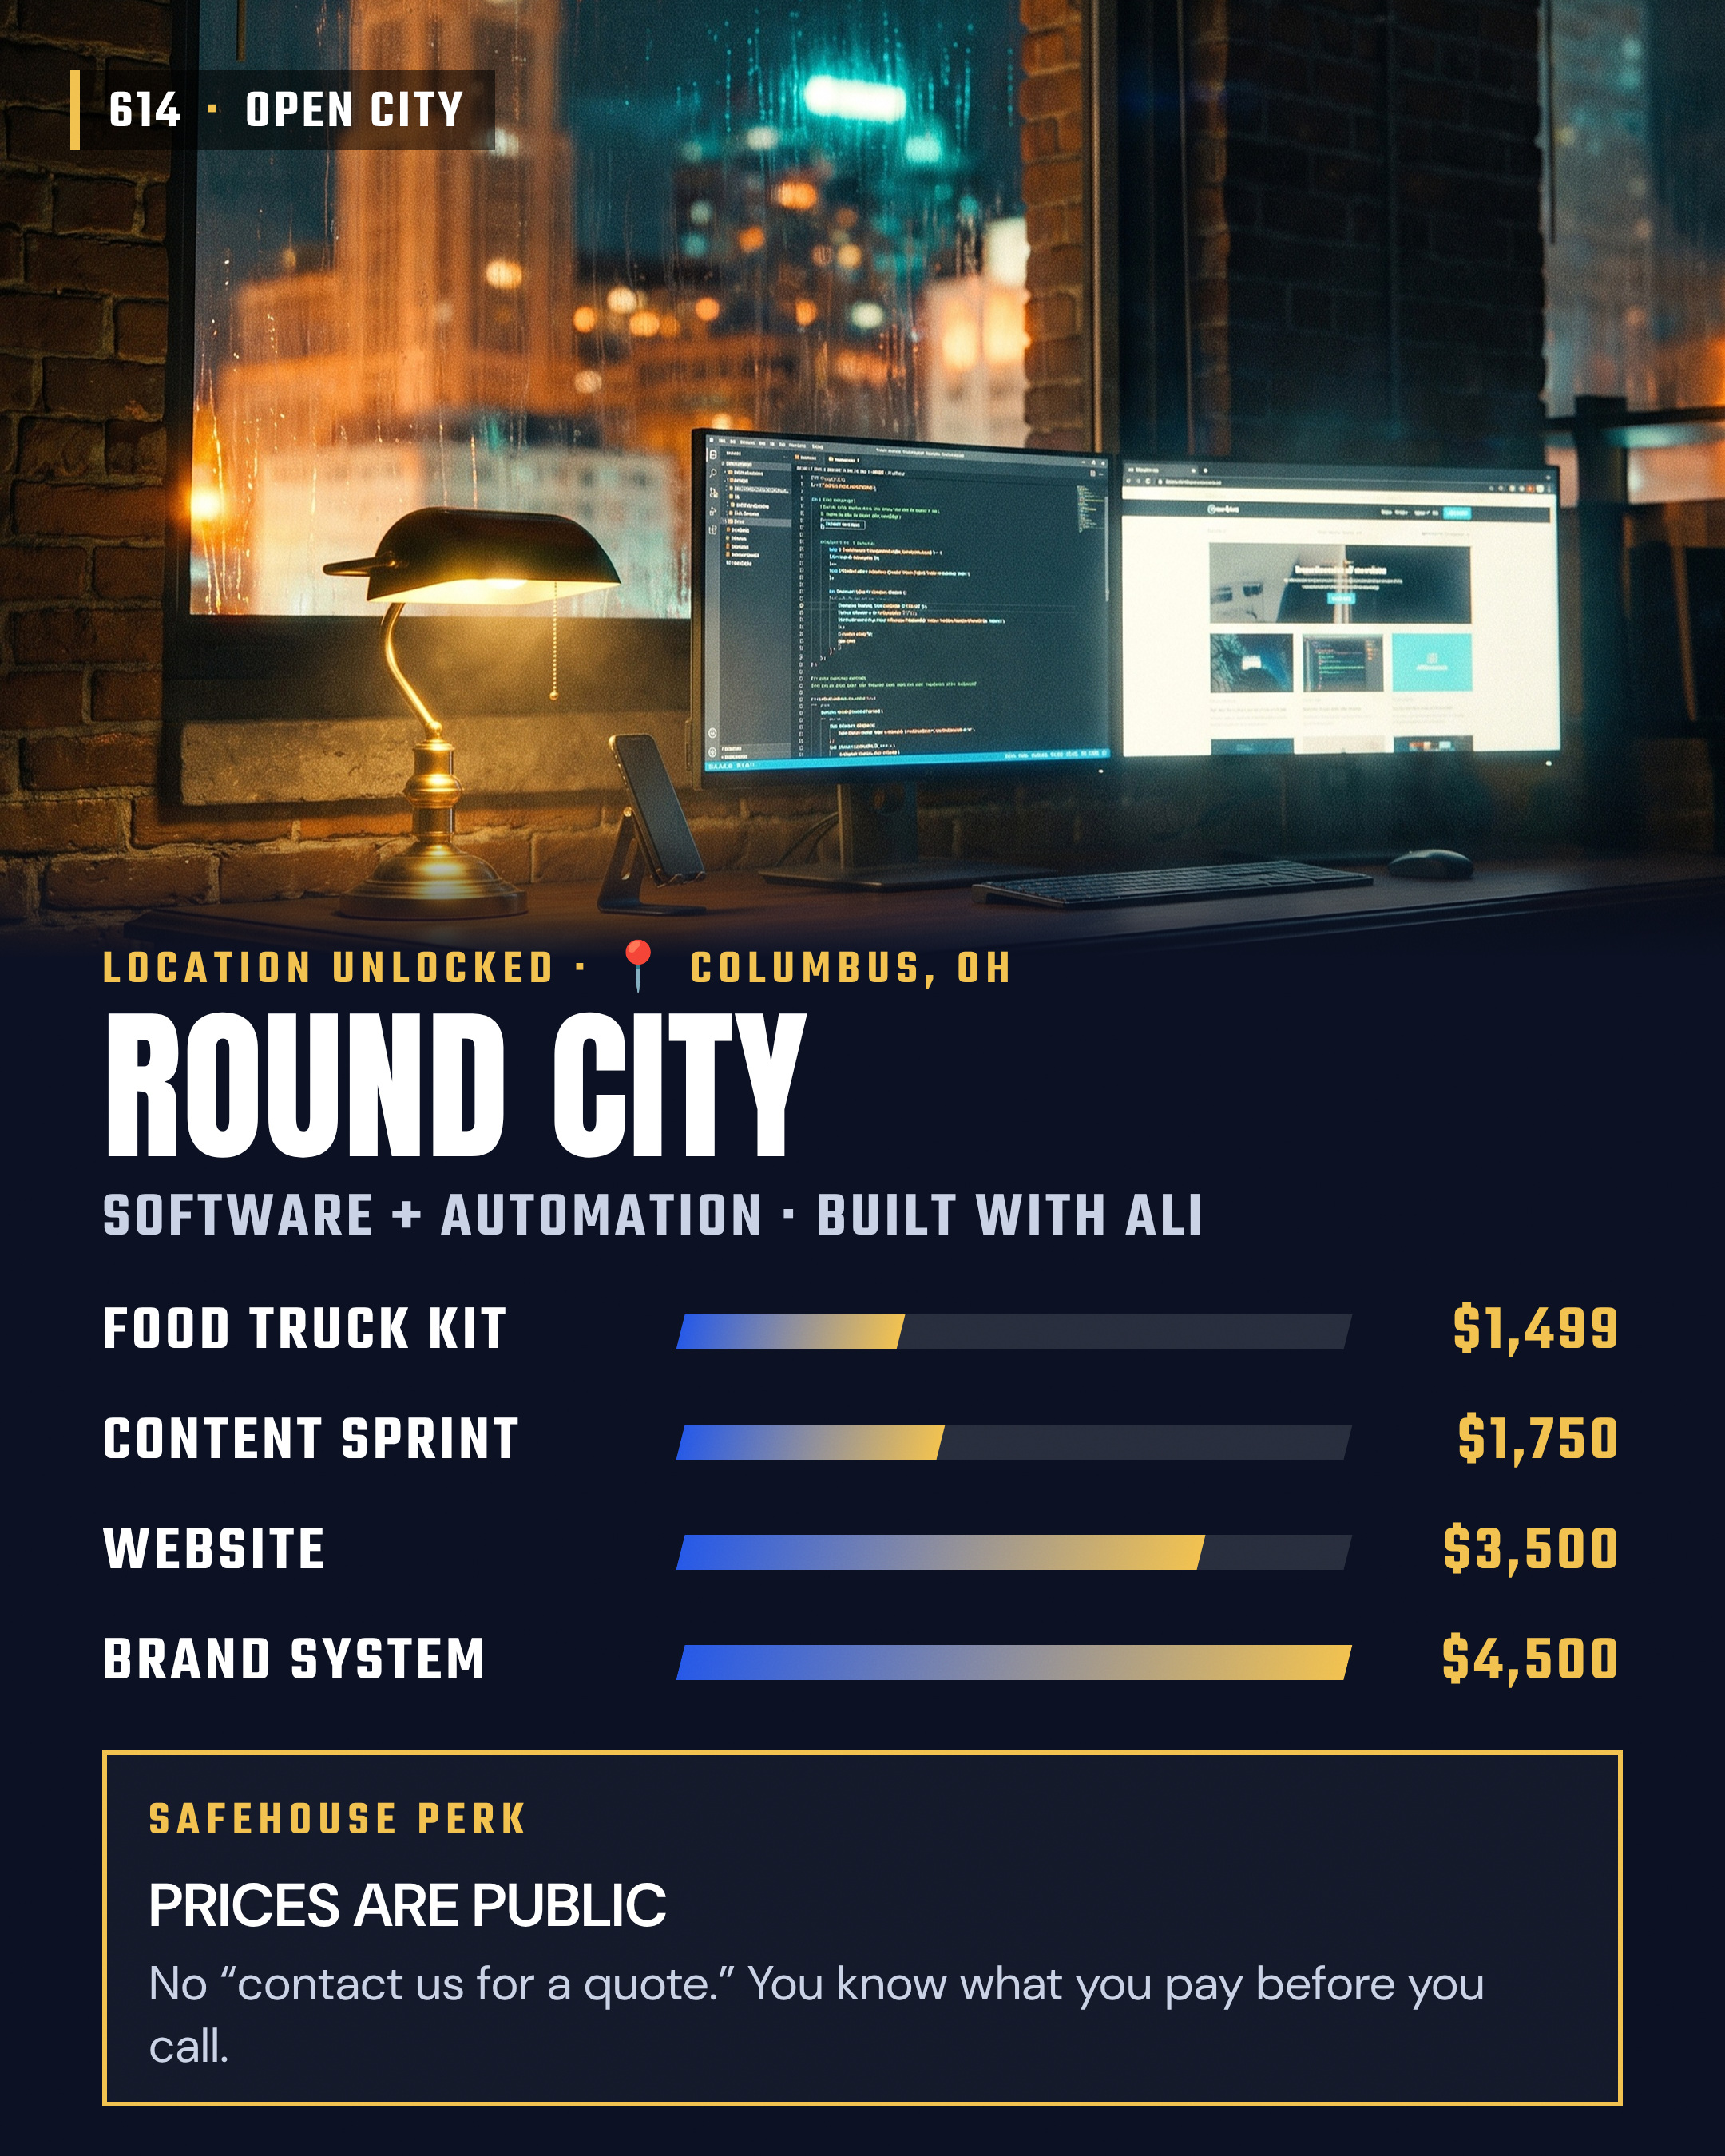 614 · OPEN CITY
LOCATION UNLOCKED · 📍 COLUMBUS, OH
ROUND CITY
SOFTWARE + AUTOMATION · BUILT WITH ALI
FOOD TRUCK KIT $1,499
CONTENT SPRINT $1,750
WEBSITE $3,500
BRAND SYSTEM $4,500
SAFEHOUSE PERK
PRICES ARE PUBLIC
No “contact us for a quote.” You know what you pay before you
call.